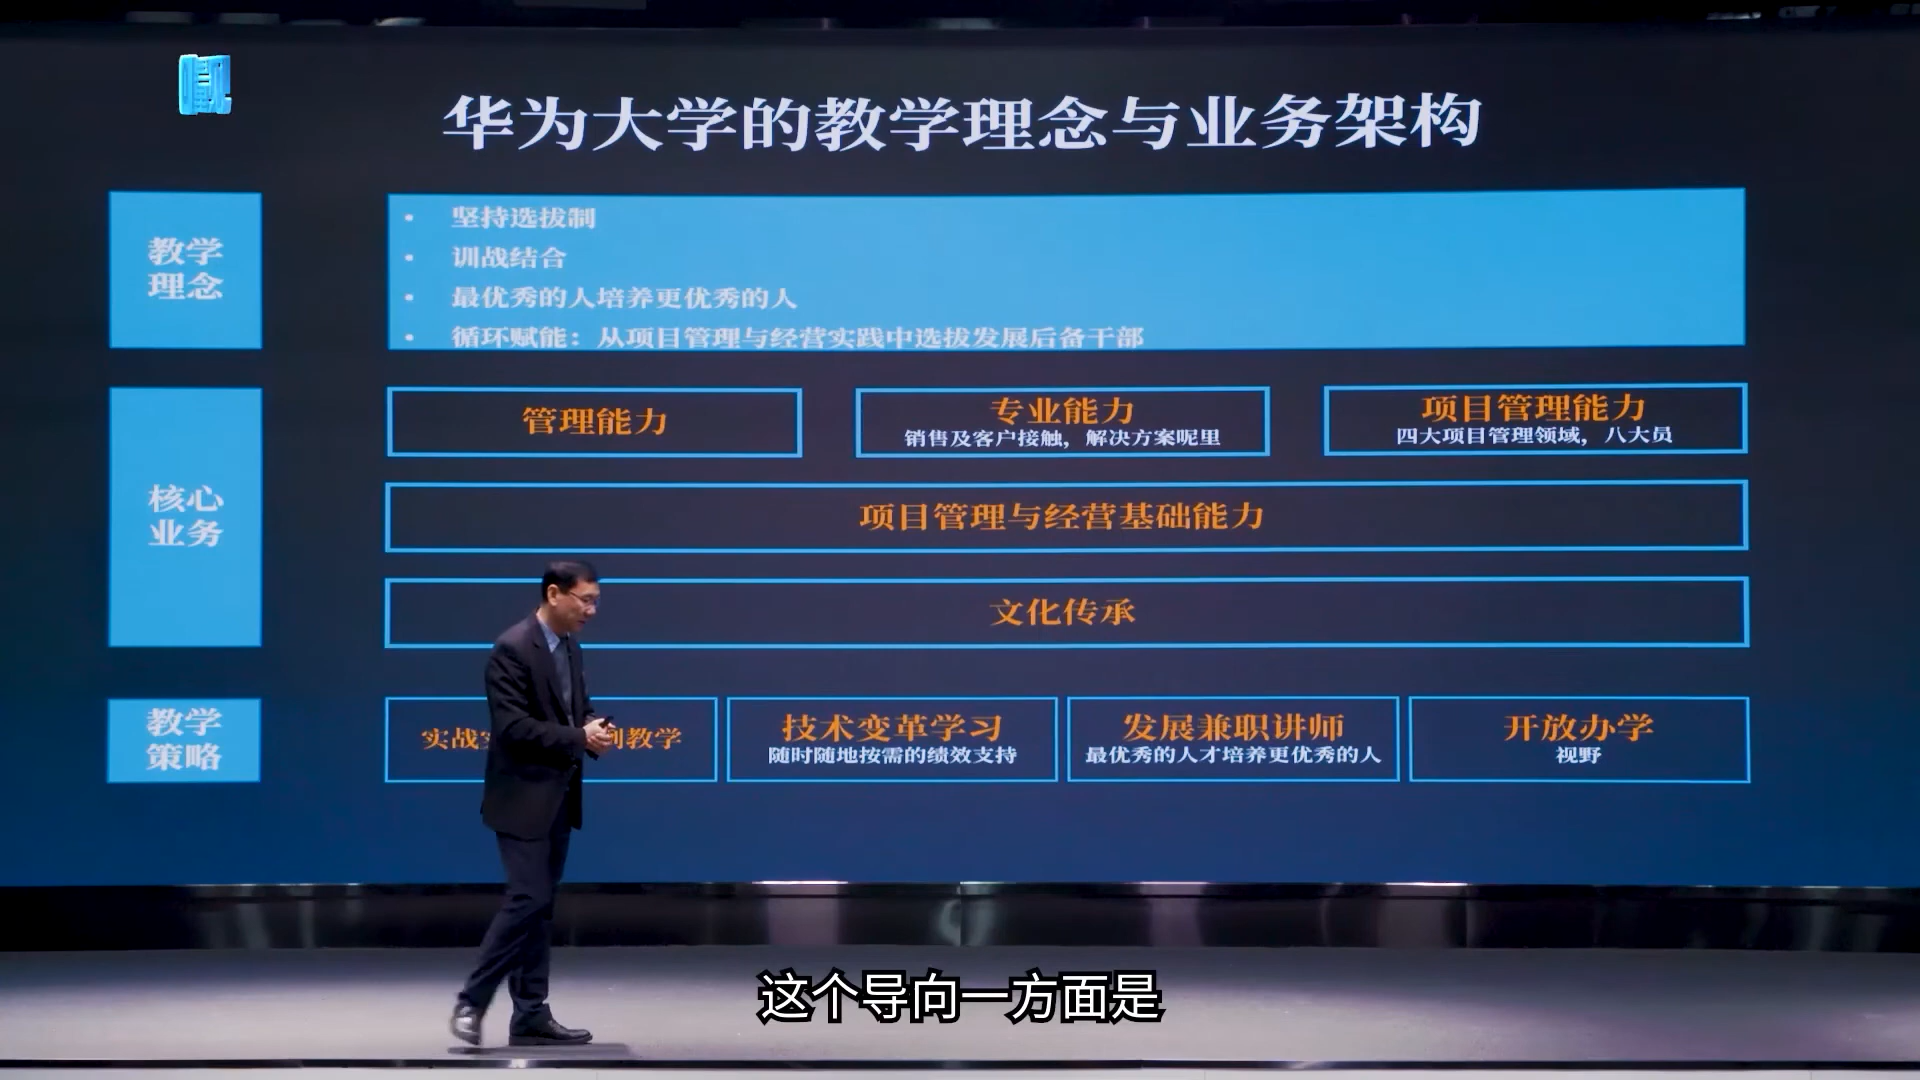 华为大学的教学理念与业务架构
教学
理念
• 坚持选拔制
• 训战结合
• 最优秀的人培养更优秀的人
• 循环赋能：从项目管理与经营实践中选拔发展后备干部
核心
业务
管理能力
专业能力
销售及客户接触，解决方案呢里
项目管理能力
四大项目管理领域，八大员
项目管理与经营基础能力
文化传承
教学
策略
实战
教学
技术变革学习
随时随地按需的绩效支持
发展兼职讲师
最优秀的人才培养更优秀的人
开放办学
视野
这个导向一方面是